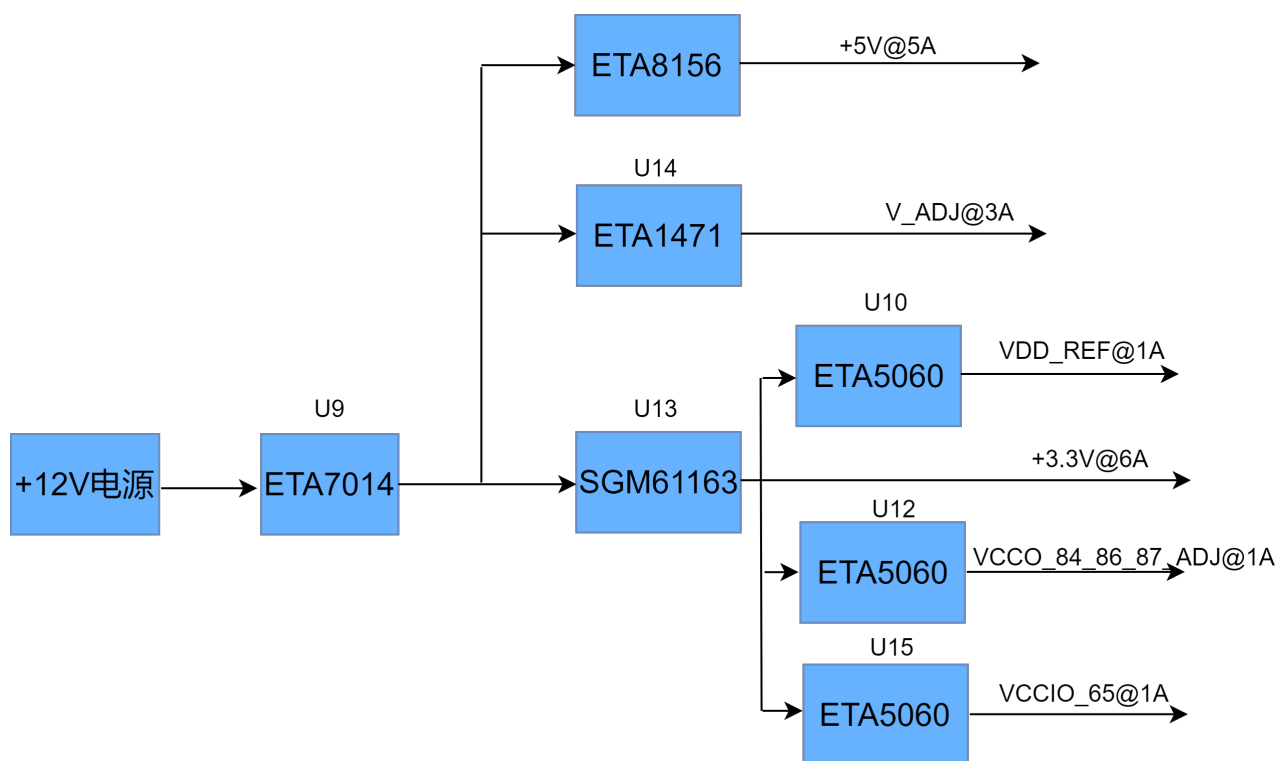 +5V@5A
ETA8156
U14
V_ADJ@3A
ETA1471
U10
VDD_REF@1A
ETA5060
U9
U13
+3.3V@6A
+12V电源
ETA7014
SGM61163
U12
VCCO_84_86_87_ADJ@1A
ETA5060
U15
VCCIO_65@1A
ETA5060